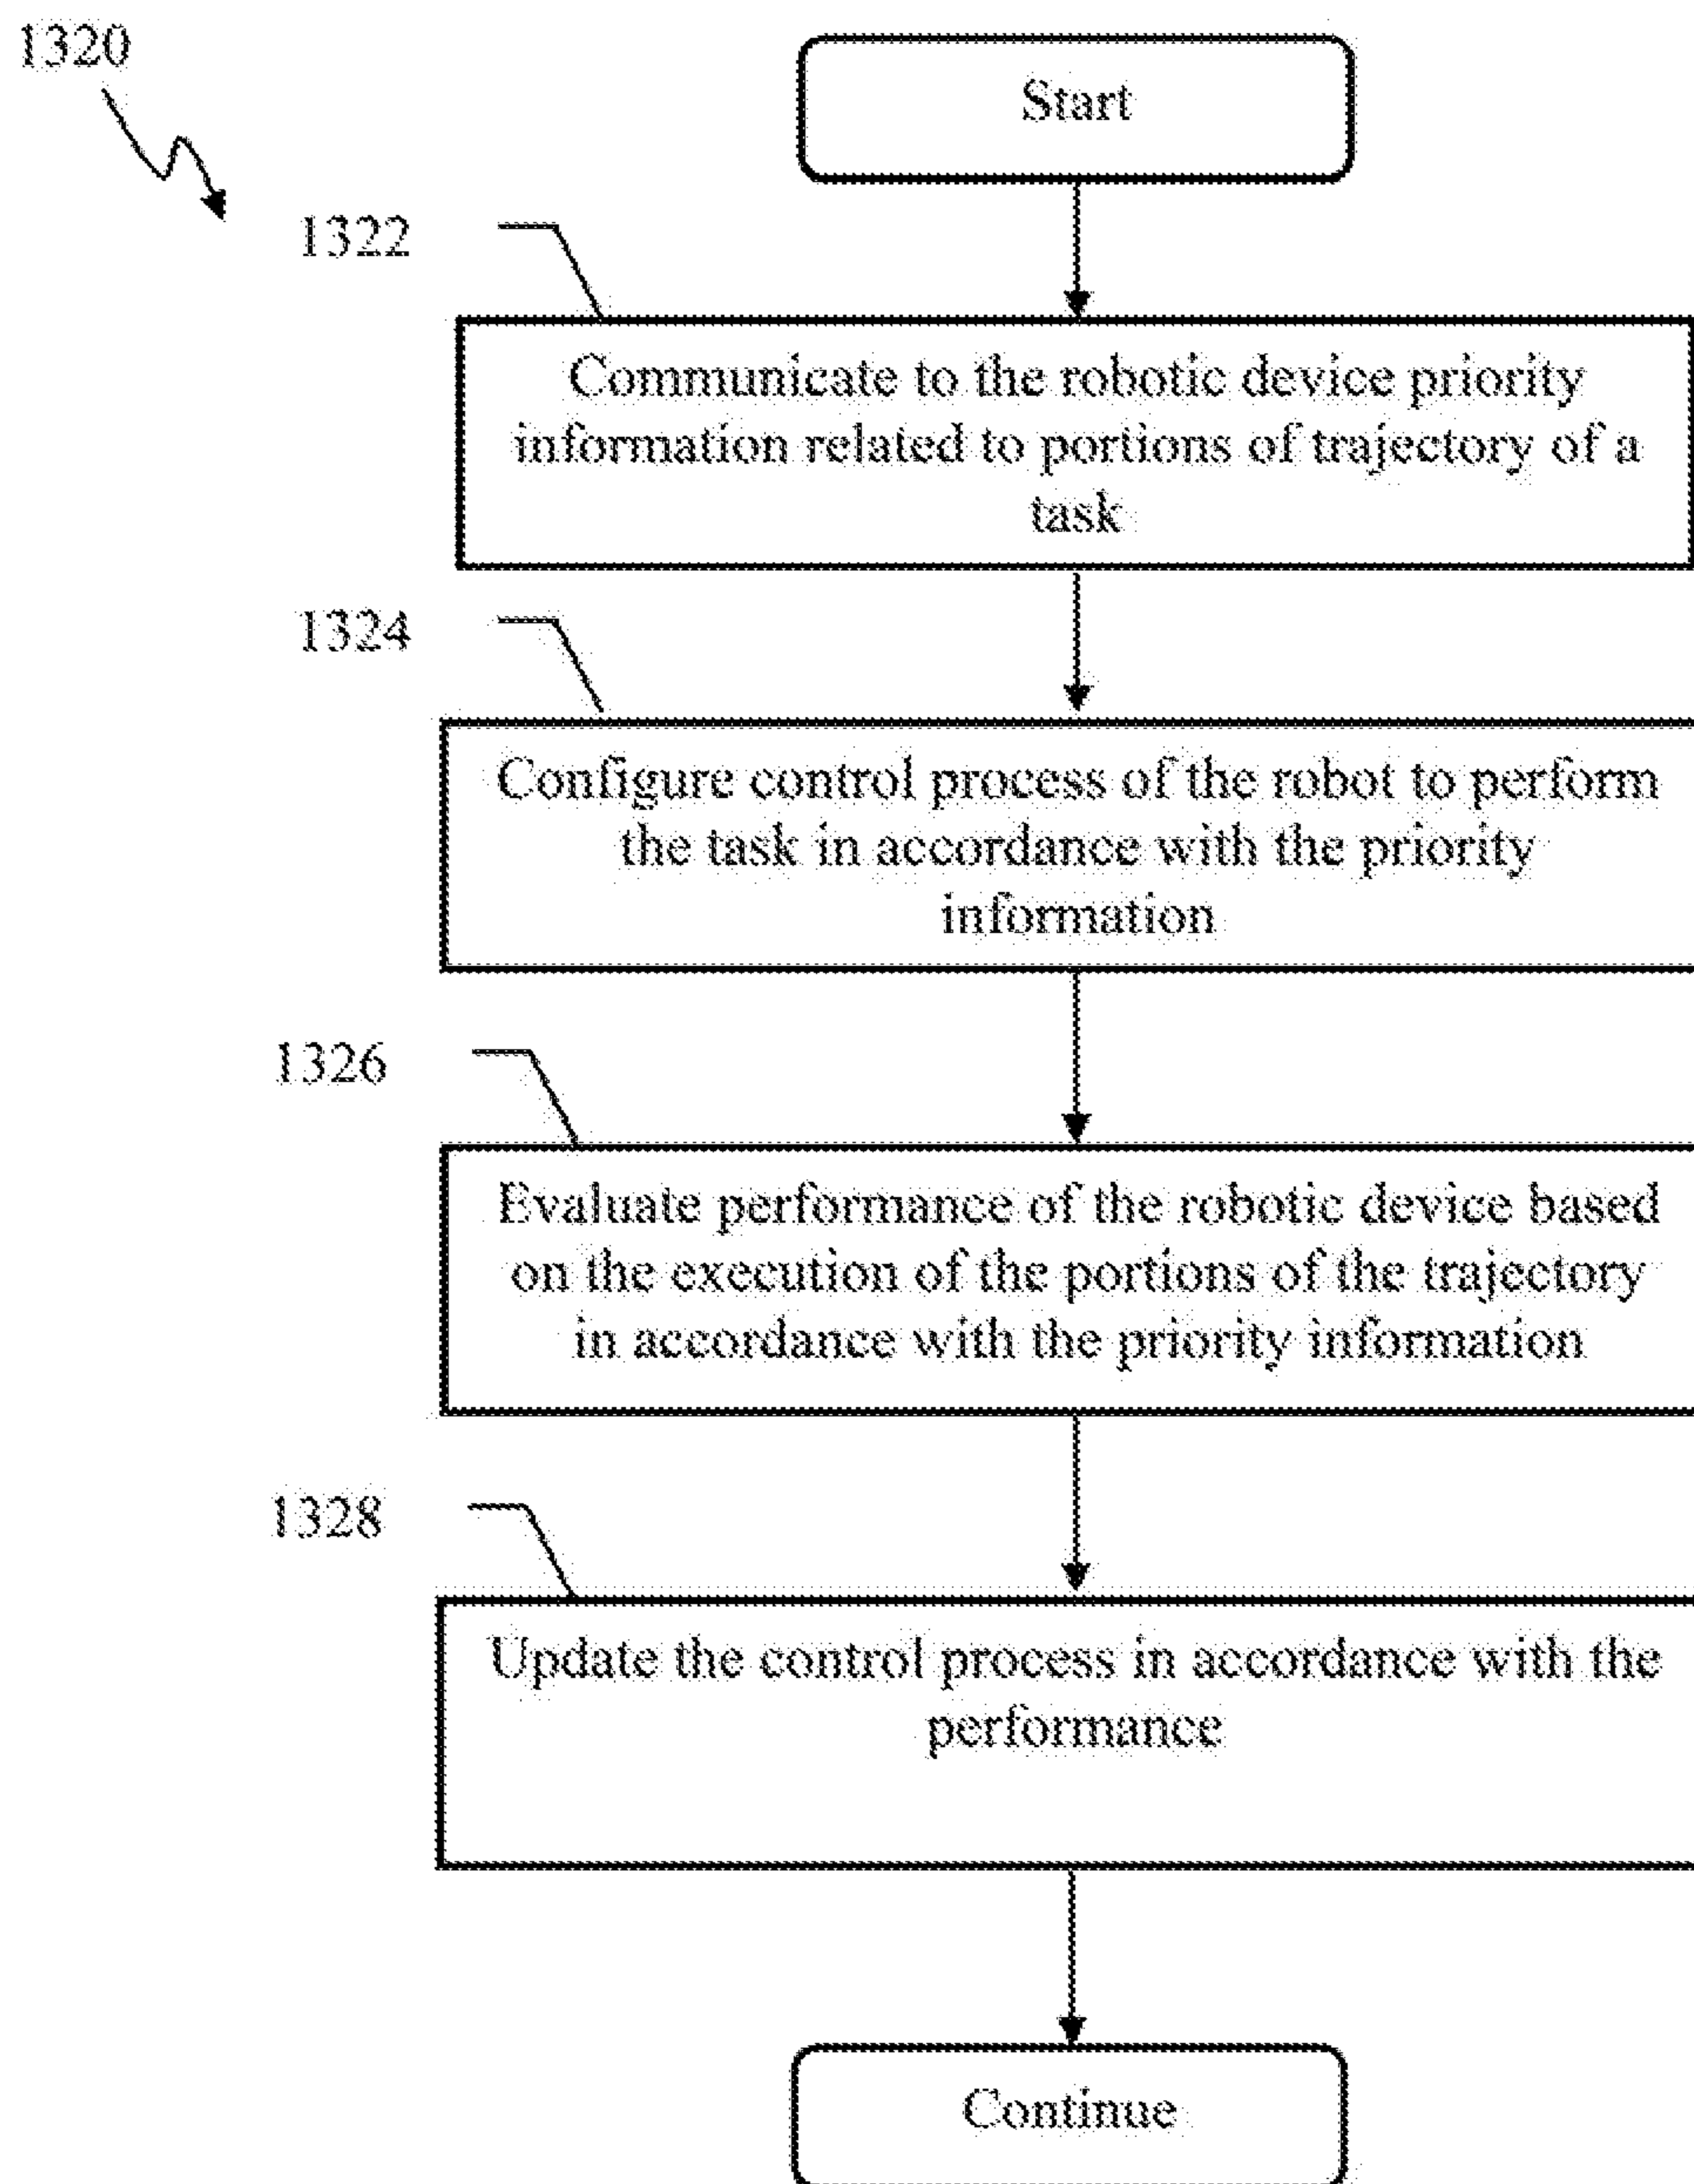 1320
Start
1322
Communicate to the robotic device priority
information related to portions of trajectory of a
task
1324
Configure control process of the robot to perform
the task in accordance with the priority
information
1326
Evaluate performance of the robotic device based
on the execution of the portions of the trajectory
in accordance with the priority information
1328
Update the control process in accordance with the
performance
Continue